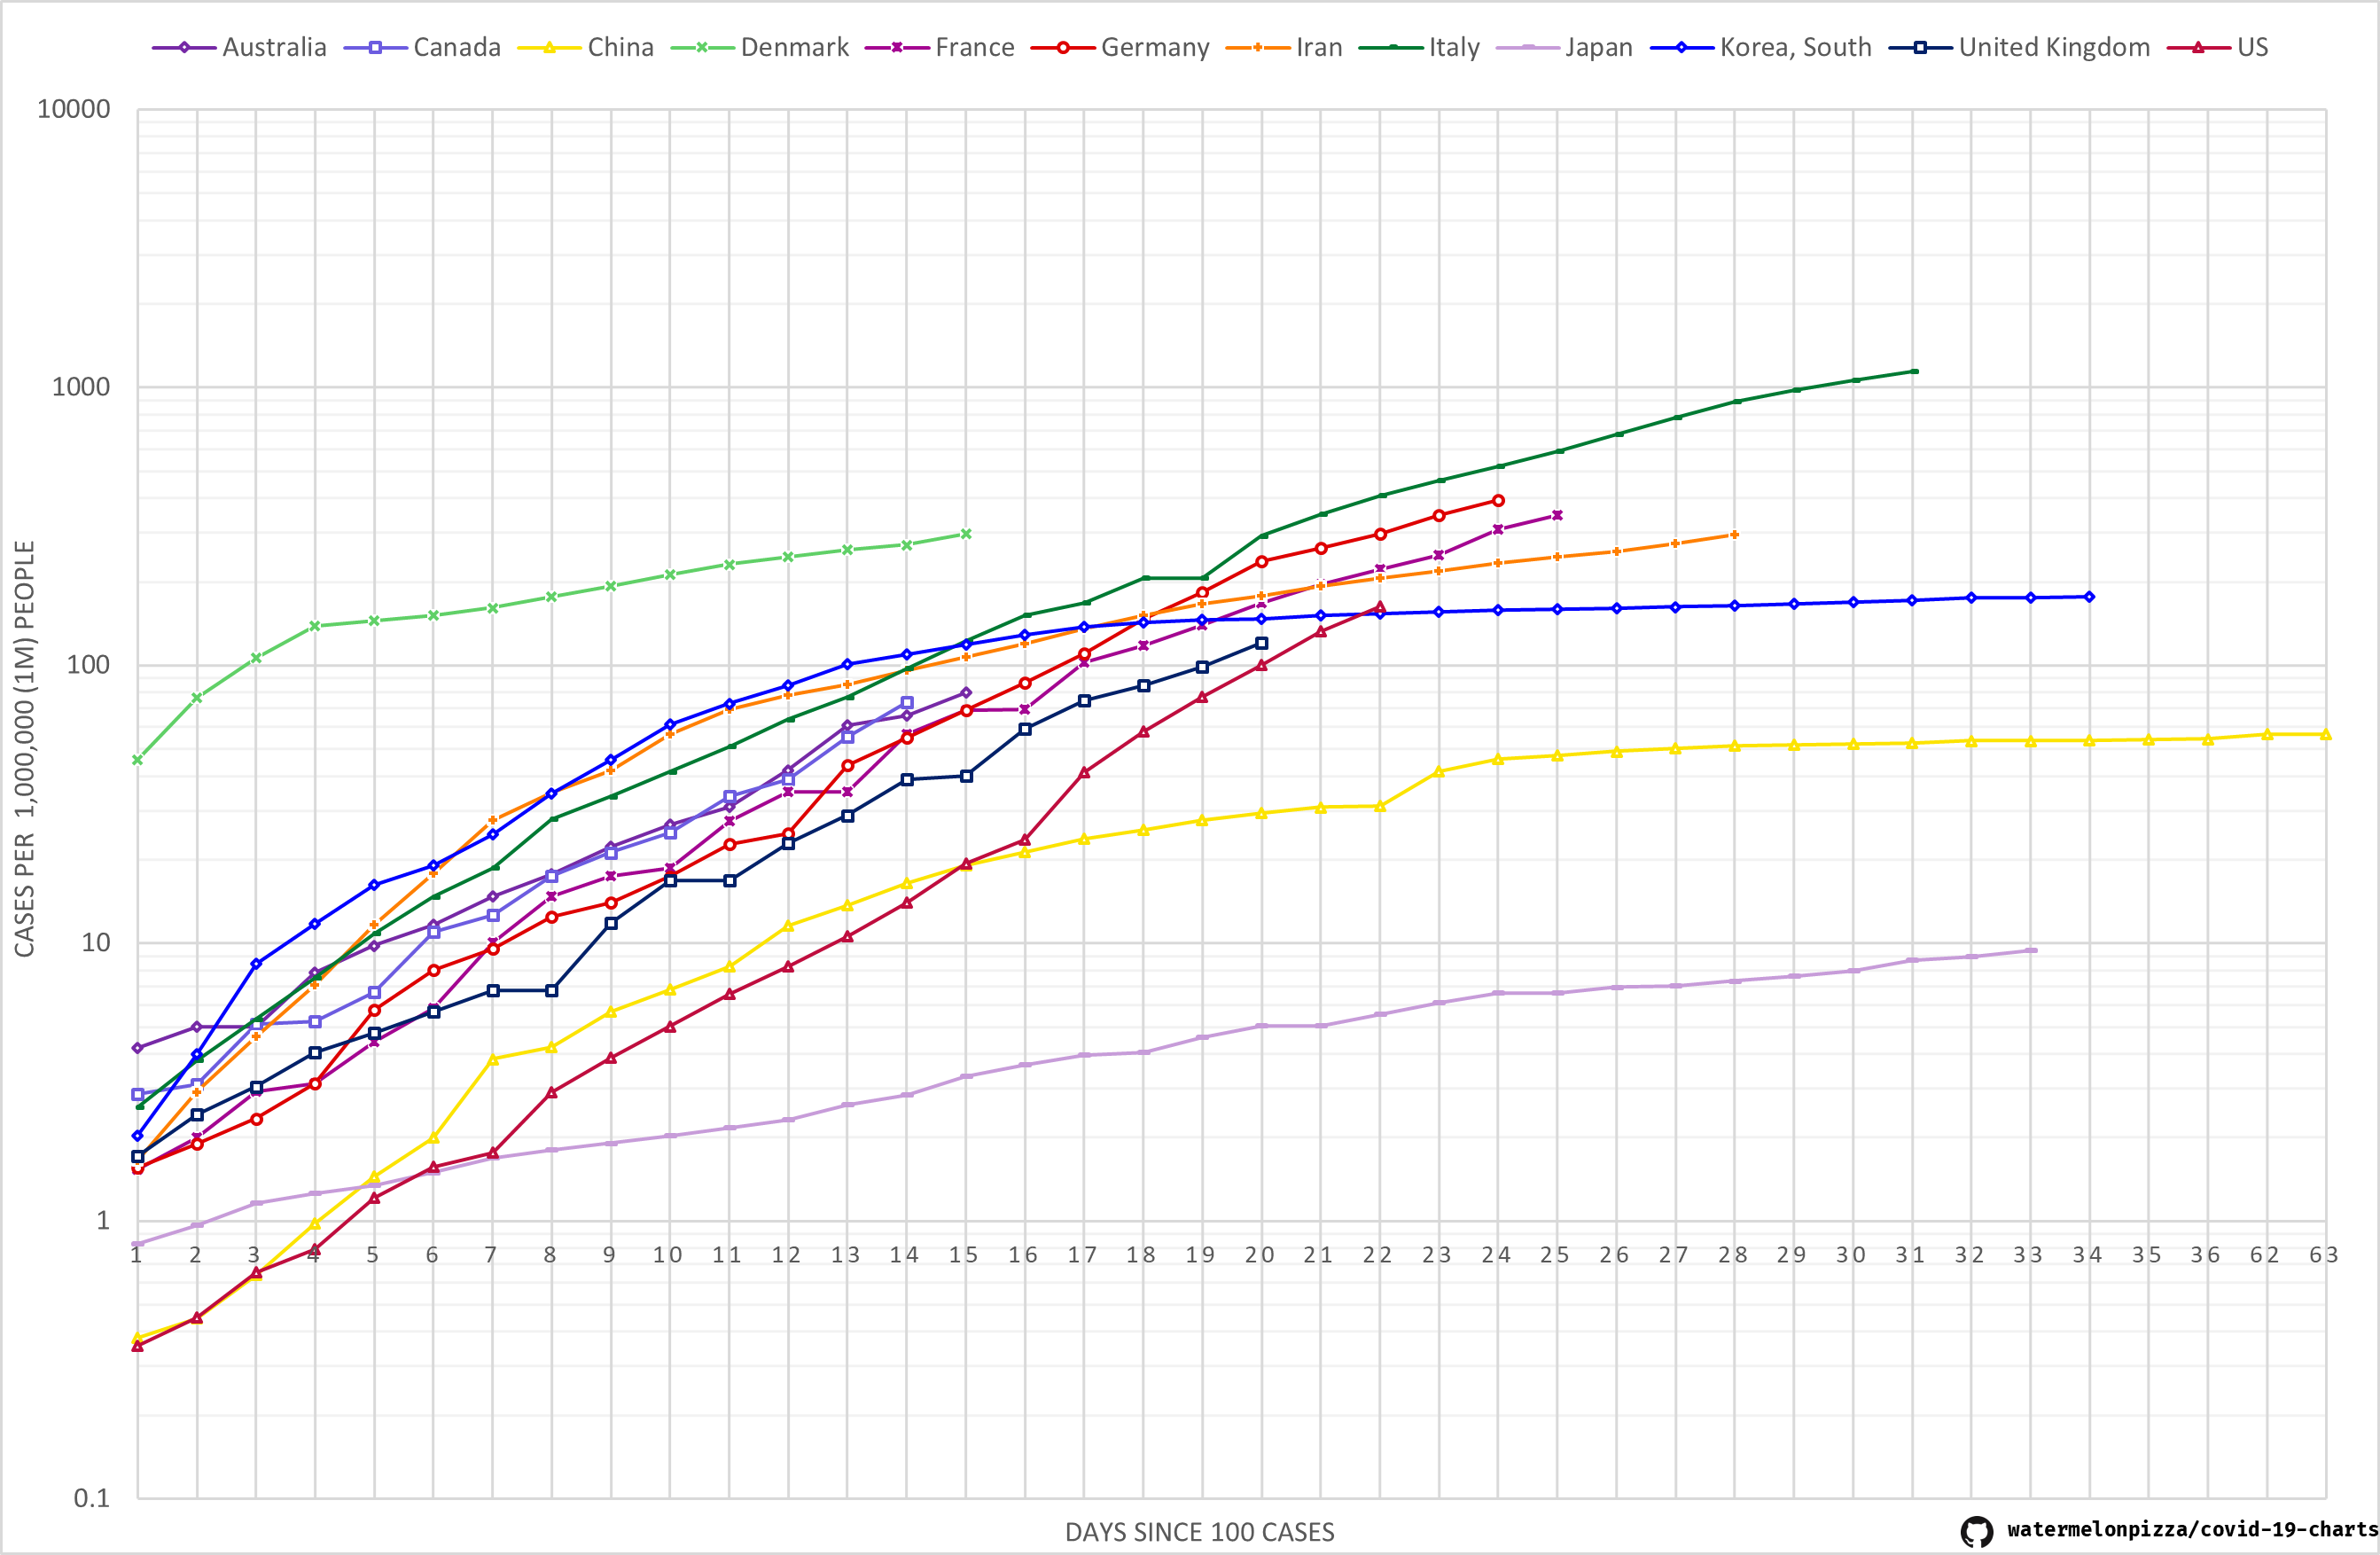 Australia Canada China Denmark France Germany Iran Italy Japan Korea, South United Kingdom US
10000
1000
100
10
1
0.1
CASES PER 1,000,000 (1M) PEOPLE
1 2 3 4 5 6 7 8 9 10 11 12 13 14 15 16 17 18 19 20 21 22 23 24 25 26 27 28 29 30 31 32 33 34 35 36 62 63
DAYS SINCE 100 CASES
watermelonpizza/covid-19-charts